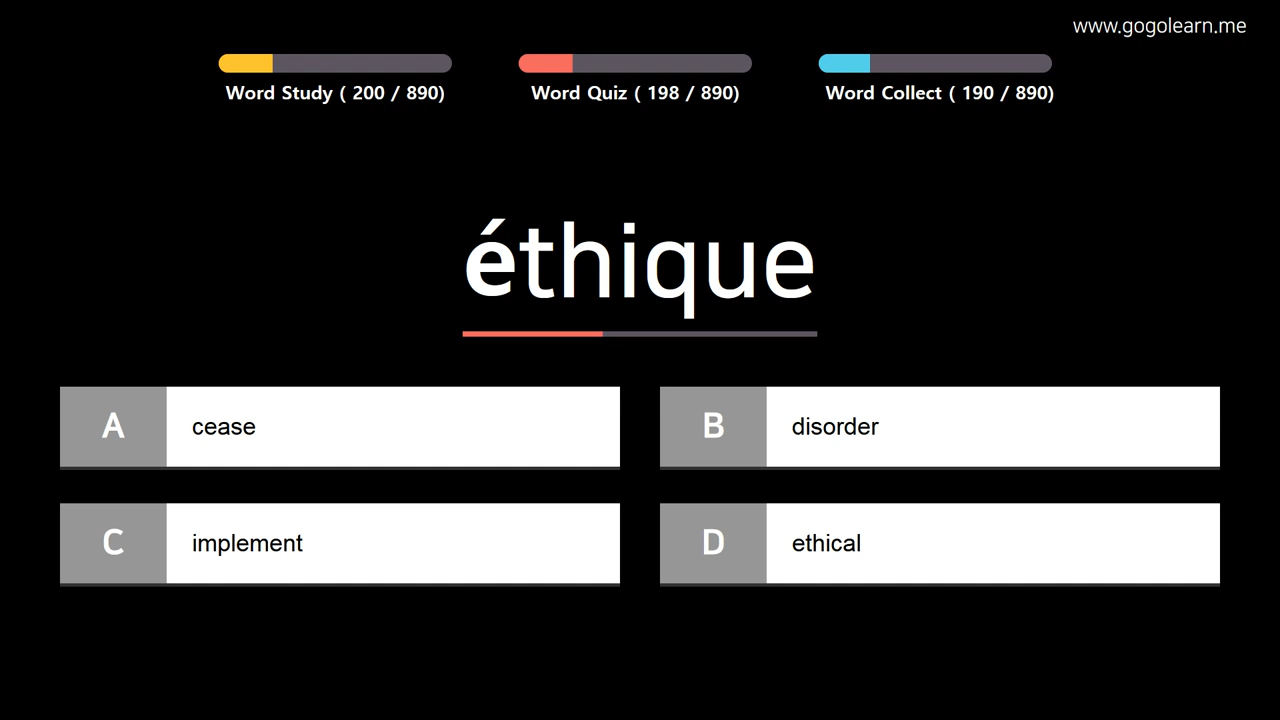 www.gogolearn.me
Word Study ( 200 / 890)
Word Quiz ( 198 / 890)
Word Collect ( 190 / 890)
éthique
A cease
B disorder
C implement
D ethical